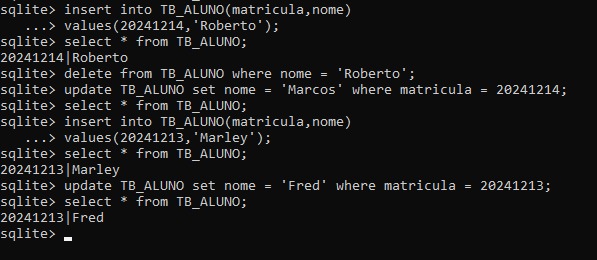 sqlite> insert into TB_ALUNO(matricula,nome)
...> values(20241214,'Roberto');
sqlite> select * from TB_ALUNO;
20241214|Roberto
sqlite> delete from TB_ALUNO where nome = 'Roberto';
sqlite> update TB_ALUNO set nome = 'Marcos' where matricula = 20241214;
sqlite> select * from TB_ALUNO;
sqlite> insert into TB_ALUNO(matricula,nome)
...> values(20241213,'Marley');
sqlite> select * from TB_ALUNO;
20241213|Marley
sqlite> update TB_ALUNO set nome = 'Fred' where matricula = 20241213;
sqlite> select * from TB_ALUNO;
20241213|Fred
sqlite>